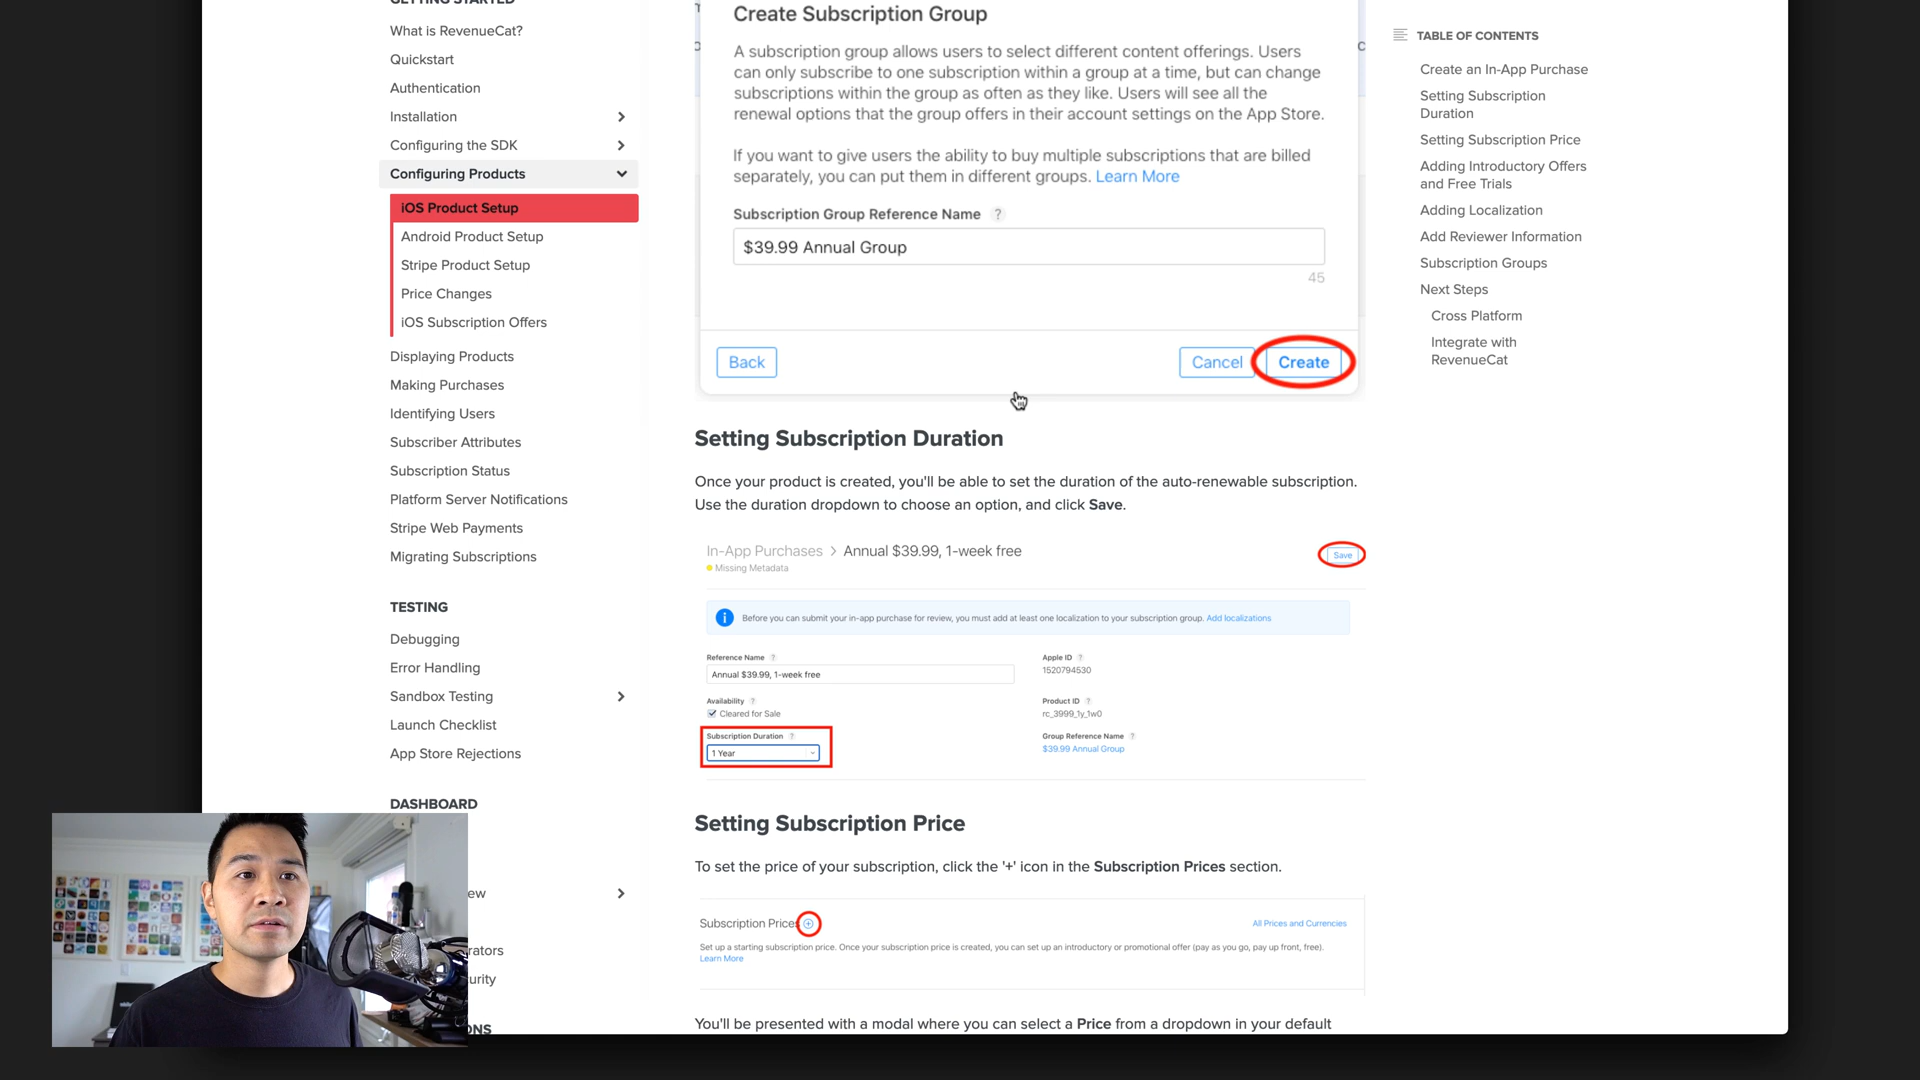 What is RevenueCat?
Quickstart
Authentication
Installation
Configuring the SDK
Configuring Products
iOS Product Setup
Android Product Setup
Stripe Product Setup
Price Changes
iOS Subscription Offers
Displaying Products
Making Purchases
Identifying Users
Subscriber Attributes
Subscription Status
Platform Server Notifications
Stripe Web Payments
Migrating Subscriptions
TESTING
Debugging
Error Handling
Sandbox Testing
Launch Checklist
App Store Rejections
DASHBOARD
ew
rators
urity
ONS
Create Subscription Group
A subscription group allows users to select different content offerings. Users
can only subscribe to one subscription within a group at a time, but can change
subscriptions within the group as often as they like. Users will see all the
renewal options that the group offers in their account settings on the App Store.
If you want to give users the ability to buy multiple subscriptions that are billed
separately, you can put them in different groups. Learn More
Subscription Group Reference Name ?
$39.99 Annual Group
45
Back
Cancel
Create
Setting Subscription Duration
Once your product is created, you'll be able to set the duration of the auto-renewable subscription.
Use the duration dropdown to choose an option, and click Save.
In-App Purchases > Annual $39.99, 1-week free
Save
Missing Metadata
Before you can submit your in-app purchase for review, you must add at least one localization to your subscription group. Add localizations
Reference Name ?
Annual $39.99, 1-week free
Apple ID ?
1520794530
Availability ?
Cleared for Sale
Product ID ?
rc_3999_1y_1w0
Subscription Duration ?
1 Year
Group Reference Name ?
$39.99 Annual Group
Setting Subscription Price
To set the price of your subscription, click the '+' icon in the Subscription Prices section.
Subscription Prices
All Prices and Currencies
Set up a starting subscription price. Once your subscription price is created, you can set up an introductory or promotional offer (pay as you go, pay up front, free).
Learn More
You'll be presented with a modal where you can select a Price from a dropdown in your default
TABLE OF CONTENTS
Create an In-App Purchase
Setting Subscription
Duration
Setting Subscription Price
Adding Introductory Offers
and Free Trials
Adding Localization
Add Reviewer Information
Subscription Groups
Next Steps
Cross Platform
Integrate with
RevenueCat